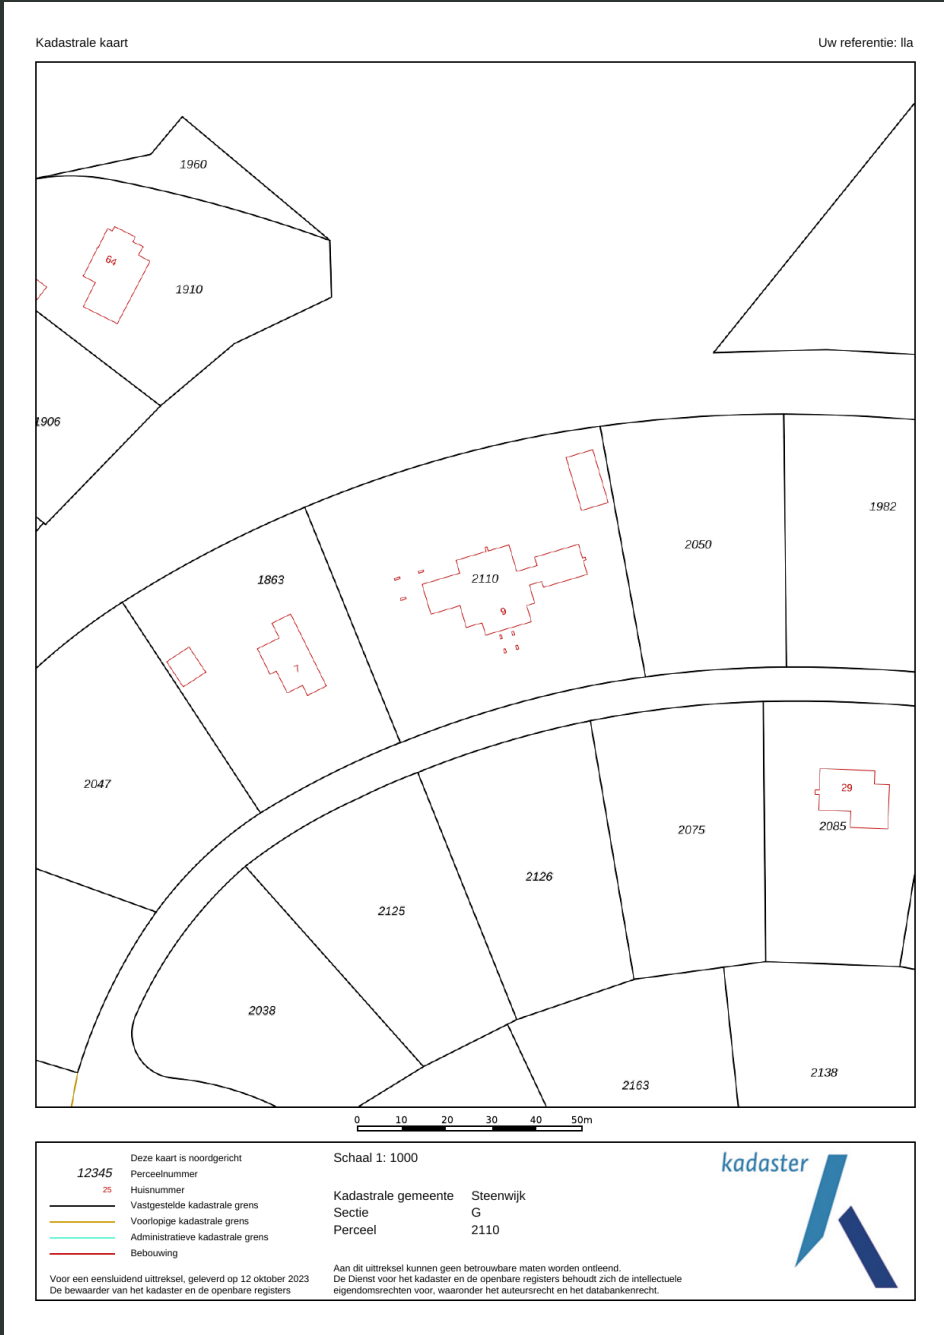 Kadastrale kaart
Uw referentie: lla
1960
64
1910
1906
1982
2050
1863
2110
9
7
2047
29
2085
2075
2126
2125
2038
2163
2138
0 10 20 30 40 50m
Deze kaart is noordgericht
12345 Perceelnummer
25 Huisnummer
Vastgestelde kadastrale grens
Voorlopige kadastrale grens
Administratieve kadastrale grens
Bebouwing
Voor een eensluidend uittreksel, geleverd op 12 oktober 2023
De bewaarder van het kadaster en de openbare registers
Schaal 1: 1000
Kadastrale gemeente Steenwijk
Sectie G
Perceel 2110
Aan dit uittreksel kunnen geen betrouwbare maten worden ontleend.
De Dienst voor het kadaster en de openbare registers behoudt zich de intellectuele
eigendomsrechten voor, waaronder het auteursrecht en het databankenrecht.
kadaster